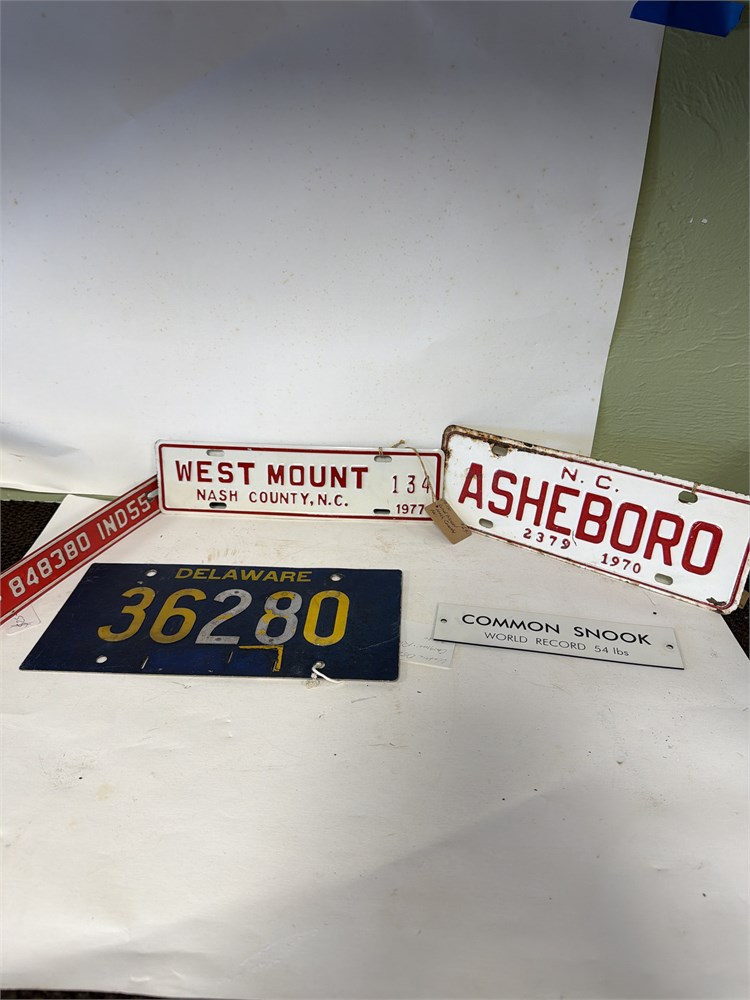 848380 IND55
WEST MOUNT 134
NASH COUNTY, N.C. 1977
N.C.
ASHEBORO
2379 1970
DELAWARE
36280
COMMON SNOOK
WORLD RECORD 54 lbs